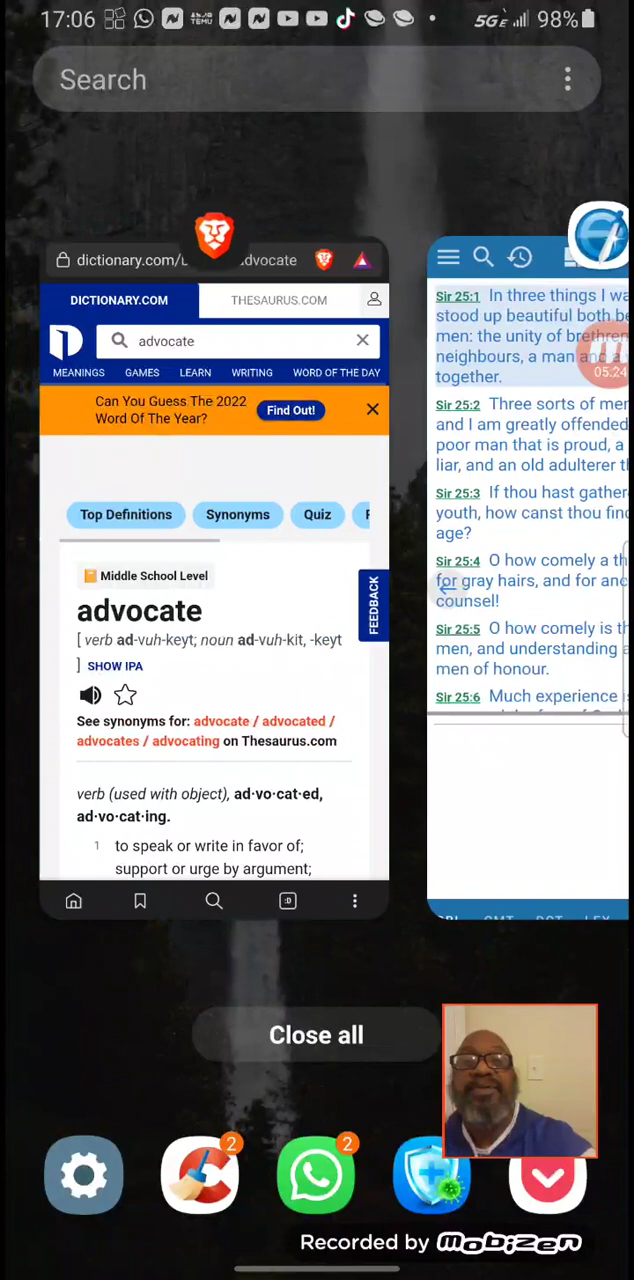 17:06
TEMU
5GE 98%
Search
dictionary.com/
dvocate
DICTIONARY.COM
THESAURUS.COM
advocate
MEANINGS GAMES LEARN WRITING WORD OF THE DAY
Can You Guess The 2022
Word Of The Year?
Find Out!
Top Definitions
Synonyms
Quiz
Middle School Level
FEEDBACK
advocate
[ verb ad-vuh-keyt; noun ad-vuh-kit, -keyt
] SHOW IPA
See synonyms for: advocate / advocated /
advocates / advocating on Thesaurus.com
verb (used with object), ad·vo·cat·ed,
ad·vo·cat·ing.
1 to speak or write in favor of;
support or urge by argument;
:D
Sir 25:1 In three things I wa
stood up beautiful both be
men: the unity of brethren
neighbours, a man and a
together.
05:24
Sir 25:2 Three sorts of mer
and I am greatly offended
poor man that is proud, a
liar, and an old adulterer t
Sir 25:3 If thou hast gather
youth, how canst thou find
age?
Sir 25:4 O how comely a th
for gray hairs, and for anc
counsel!
Sir 25:5 O how comely is th
men, and understanding a
men of honour.
Sir 25:6 Much experience is
Close all
2
2
Recorded by mobizen